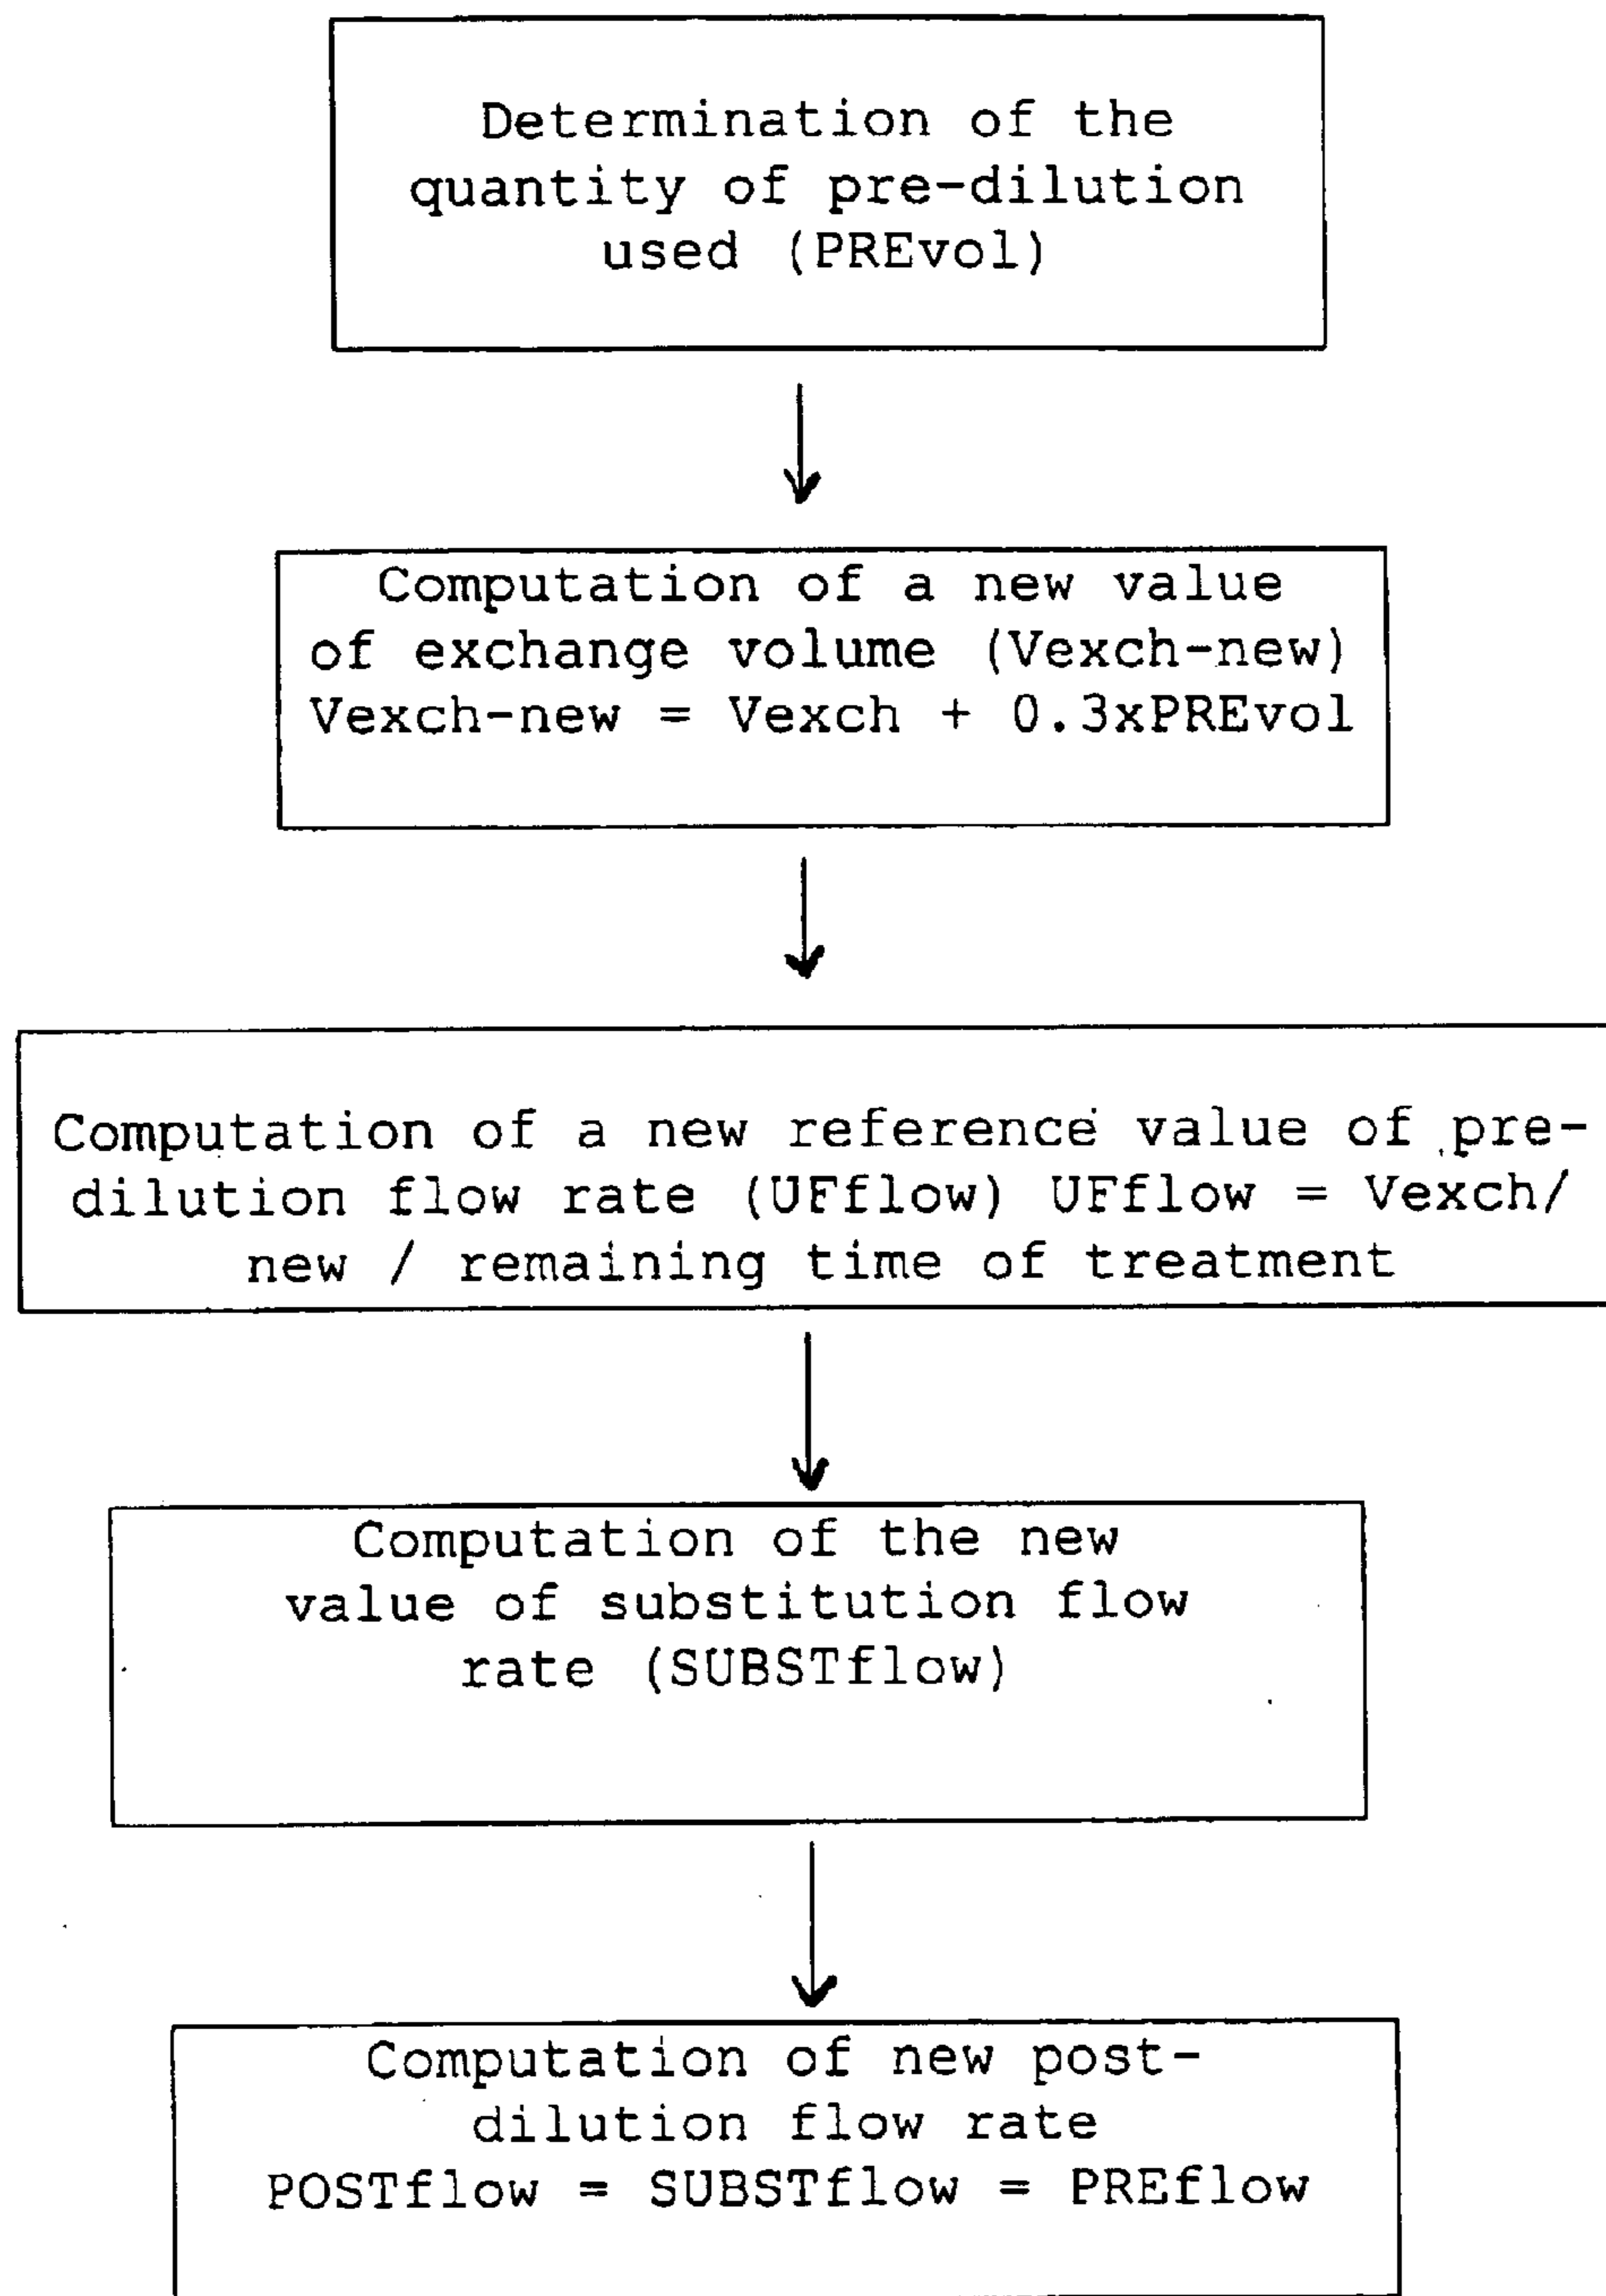 Determination of the
quantity of pre-dilution
used (PREvol)
Computation of a new value
of exchange volume (Vexch-new)
Vexch-new = Vexch + 0.3xPREvol
Computation of a new reference value of pre-
dilution flow rate (UFflow) UFflow = Vexch/
new / remaining time of treatment
Computation of the new
value of substitution flow
rate (SUBSTflow)
Computation of new post-
dilution flow rate
POSTflow = SUBSTflow = PREflow